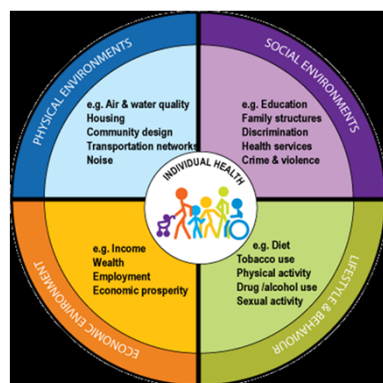 PHYSICAL ENVIRONMENTS
e.g. Air & water quality
Housing
Community design
Transportation networks
Noise
SOCIAL ENVIRONMENTS
e.g. Education
Family structures
Discrimination
Health services
Crime & violence
INDIVIDUAL HEALTH
ECONOMIC ENVIRONMENT
e.g. Income
Wealth
Employment
Economic prosperity
LIFESTYLE & BEHAVIOUR
e.g. Diet
Tobacco use
Physical activity
Drug /alcohol use
Sexual activity